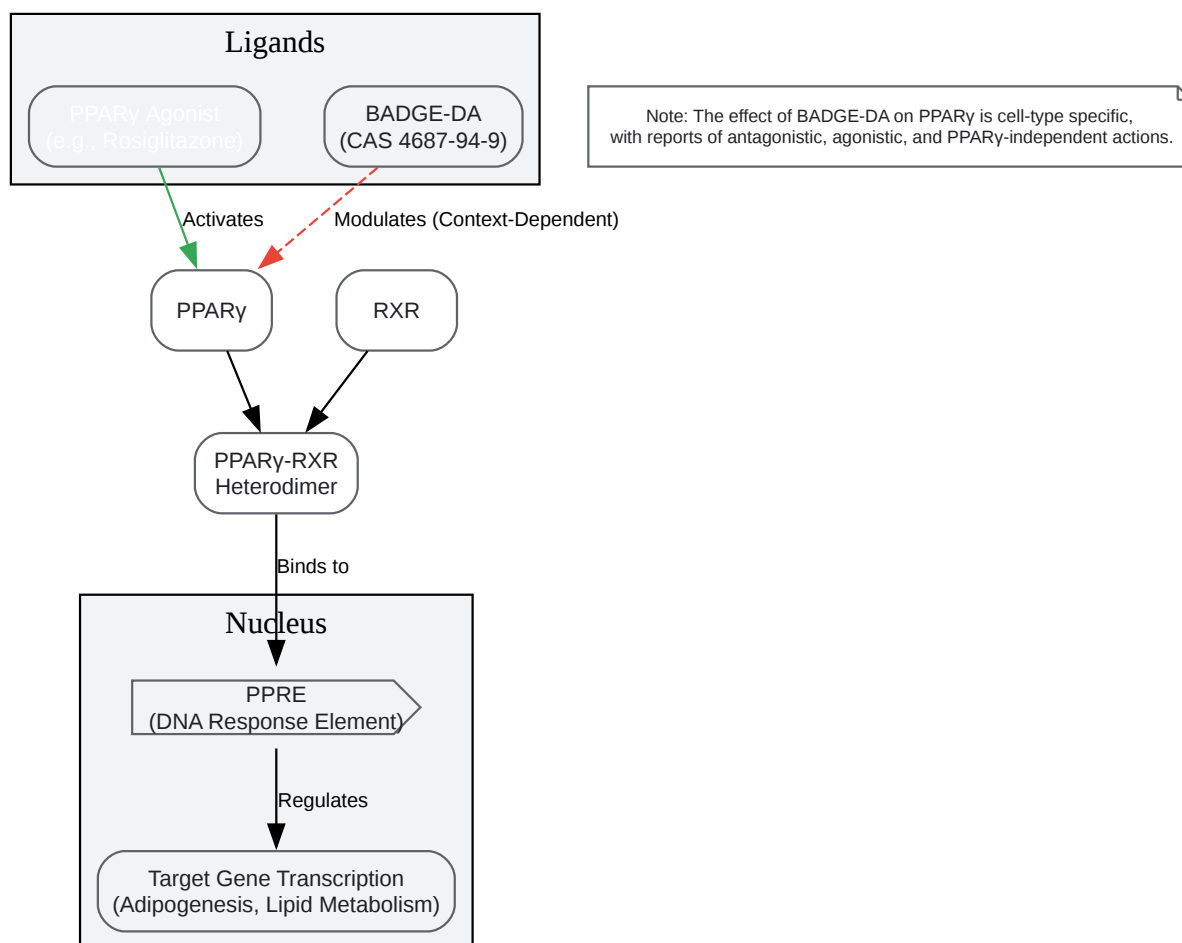 Ligands
PPARγ Agonist
(e.g., Rosiglitazone)
BADGE-DA
(CAS 4687-94-9)
Note: The effect of BADGE-DA on PPARγ is cell-type specific,
with reports of antagonistic, agonistic, and PPARγ-independent actions.
Activates
Modulates (Context-Dependent)
PPARγ
RXR
PPARγ-RXR
Heterodimer
Binds to
Nucleus
PPRE
(DNA Response Element)
Regulates
Target Gene Transcription
(Adipogenesis, Lipid Metabolism)